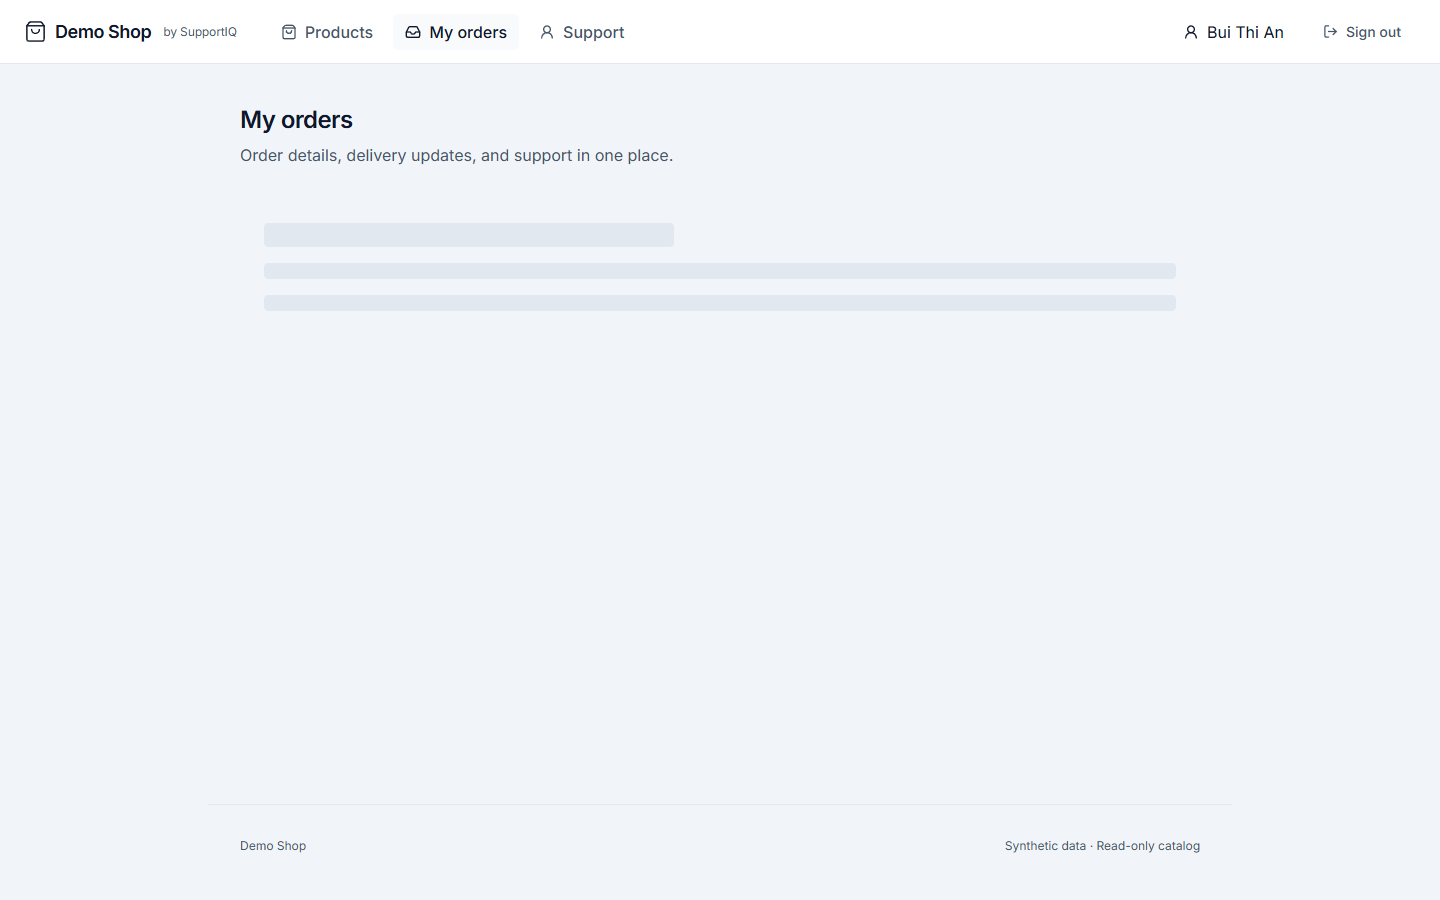 Demo Shop by SupportIQ Products My orders Support Bui Thi An Sign out
My orders
Order details, delivery updates, and support in one place.
Demo Shop Synthetic data · Read-only catalog